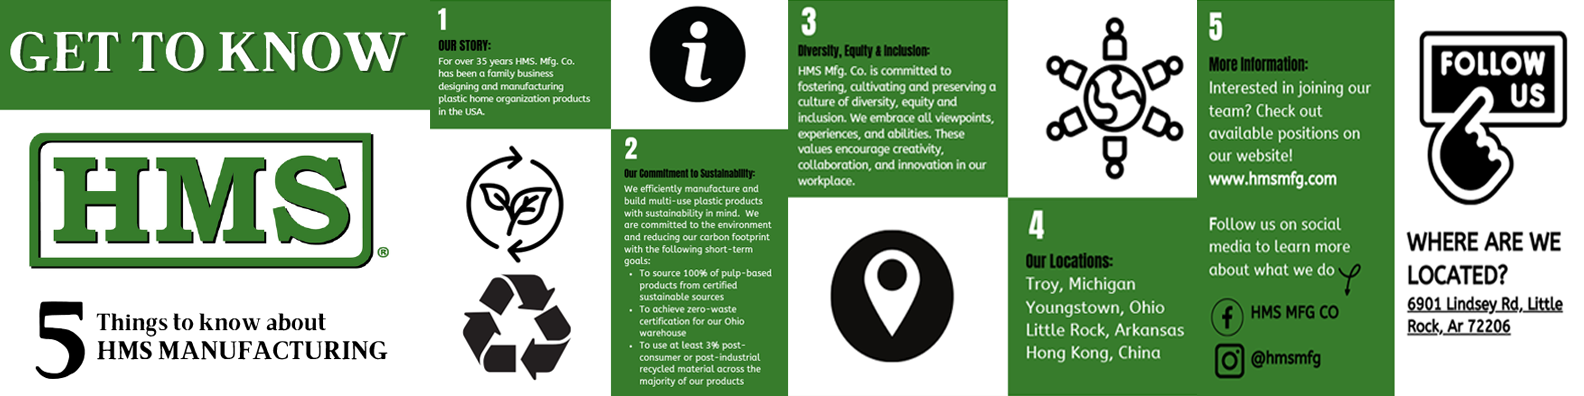 GET TO KNOW
HMS
®
5
Things to know about
HMS MANUFACTURING
1
OUR STORY:
For over 35 years HMS. Mfg. Co.
has been a family business
designing and manufacturing
plastic home organization products
in the USA.
i
2
Our Commitment to Sustainability:
We efficiently manufacture and
build multi-use plastic products
with sustainability in mind. We
are committed to the environment
and reducing our carbon footprint
with the following short-term
goals:
• To source 100% of pulp-based
products from certified
sustainable sources
• To achieve zero-waste
certification for our Ohio
warehouse
• To use at least 3% post-
consumer or post-industrial
recycled material across the
majority of our products
3
Diversity, Equity & Inclusion:
HMS Mfg. Co. is committed to
fostering, cultivating and preserving a
culture of diversity, equity and
inclusion. We embrace all viewpoints,
experiences, and abilities. These
values encourage creativity,
collaboration, and innovation in our
workplace.
4
Our Locations:
Troy, Michigan
Youngstown, Ohio
Little Rock, Arkansas
Hong Kong, China
5
More Information:
Interested in joining our
team? Check out
available positions on
our website!
www.hmsmfg.com
Follow us on social
media to learn more
about what we do
f HMS MFG CO
@hmsmfg
FOLLOW
US
WHERE ARE WE
LOCATED?
6901 Lindsey Rd, Little
Rock, Ar 72206